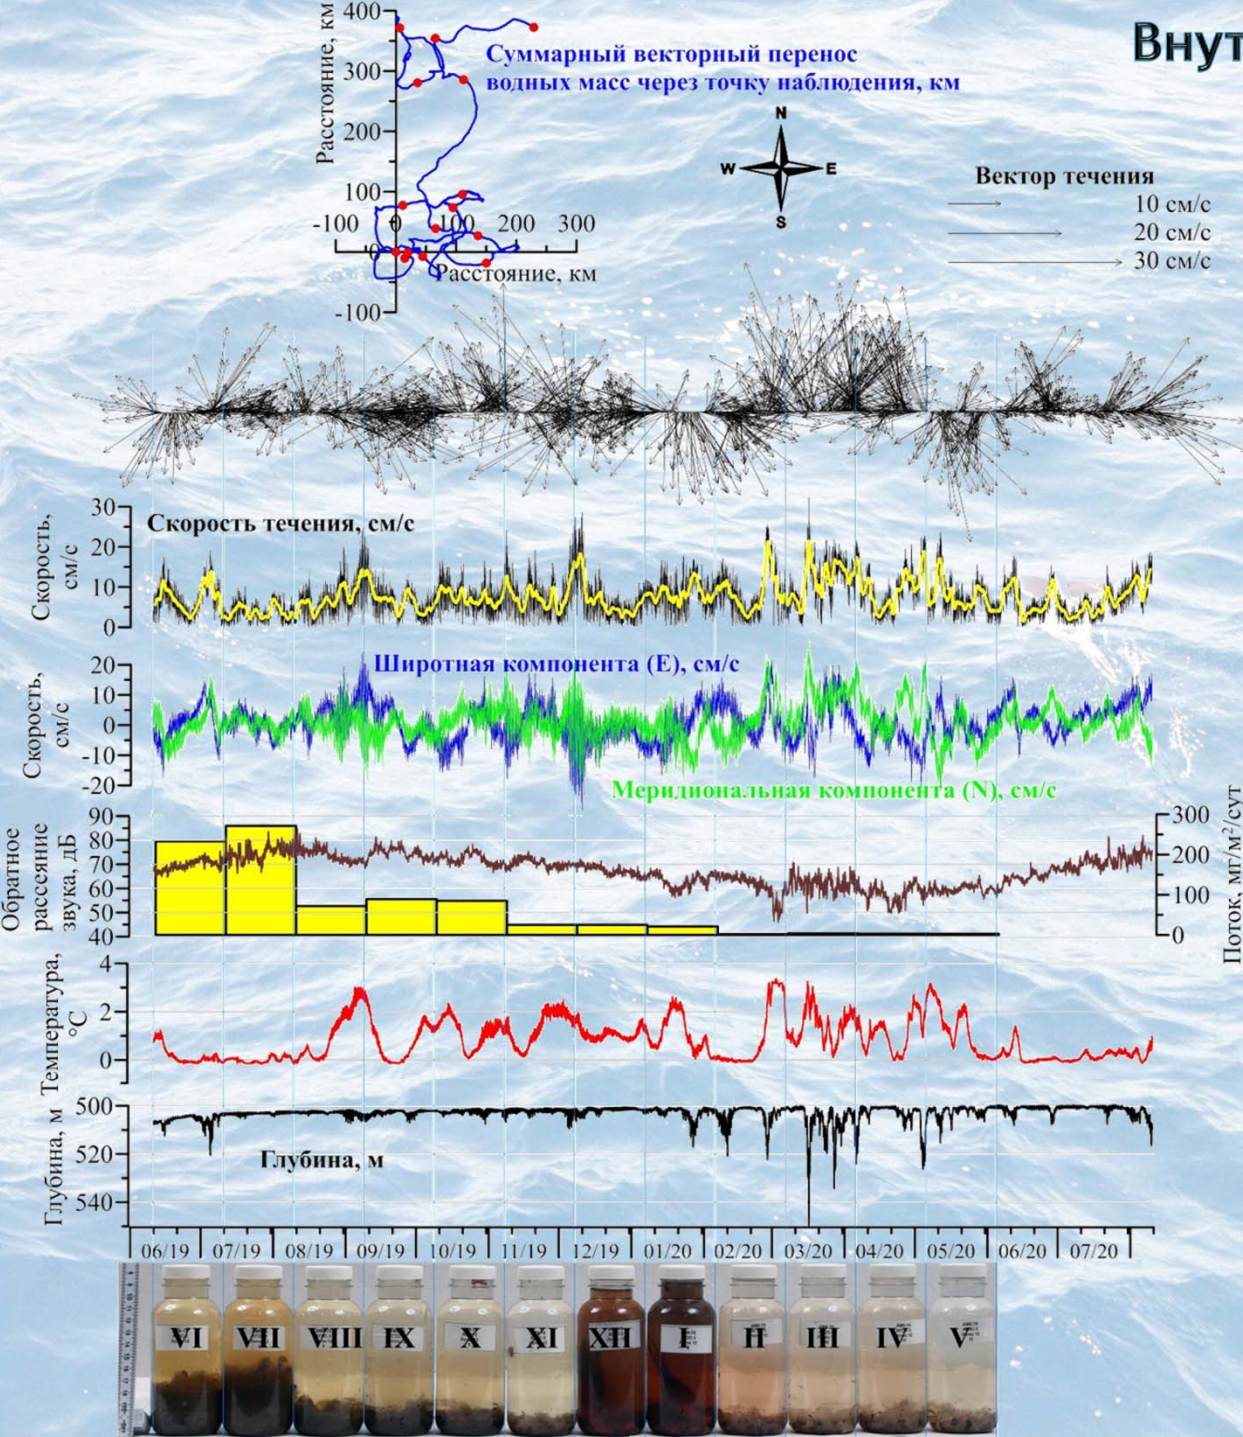 Внут
400
300
200
100
-100
0
100
200
300
0
-100
Расстояние, км
Расстояние, км
Суммарный векторный перенос
водных масс через точку наблюдения, км
N
W
E
S
Вектор течения
10 см/с
20 см/с
30 см/с
Скорость,
см/с
30
20
10
0
Скорость течения, см/с
Скорость,
см/с
20
10
0
-10
-20
Широтная компонента (E), см/с
Меридиональная компонента (N), см/с
Обратное
рассеяние
звука, дБ
90
80
70
60
50
40
300
200
100
0
Поток, мг/м²/сут
Температура,
°C
4
2
0
Глубина, м
500
520
540
Глубина, м
06/19 07/19 08/19 09/19 10/19 11/19 12/19 01/20 02/20 03/20 04/20 05/20 06/20 07/20
VI VII VIII IX X XI XII I II III IV V